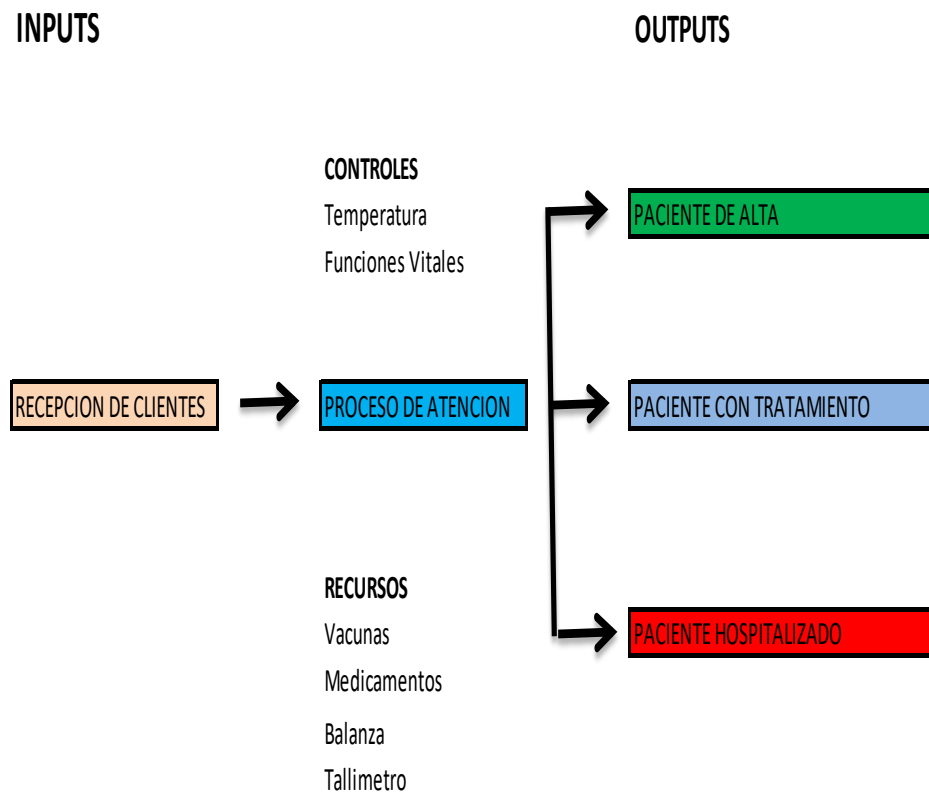 INPUTS
OUTPUTS
CONTROLES
Temperatura
Funciones Vitales
PACIENTE DE ALTA
RECEPCION DE CLIENTES
PROCESO DE ATENCION
PACIENTE CON TRATAMIENTO
RECURSOS
Vacunas
Medicamentos
Balanza
Tallimetro
PACIENTE HOSPITALIZADO